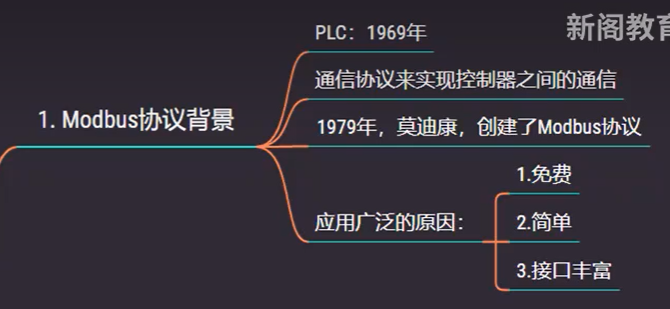 新阁教育
PLC：1969年
通信协议来实现控制器之间的通信
1. Modbus协议背景
1979年，莫迪康，创建了Modbus协议
1.免费
应用广泛的原因：
2.简单
3.接口丰富